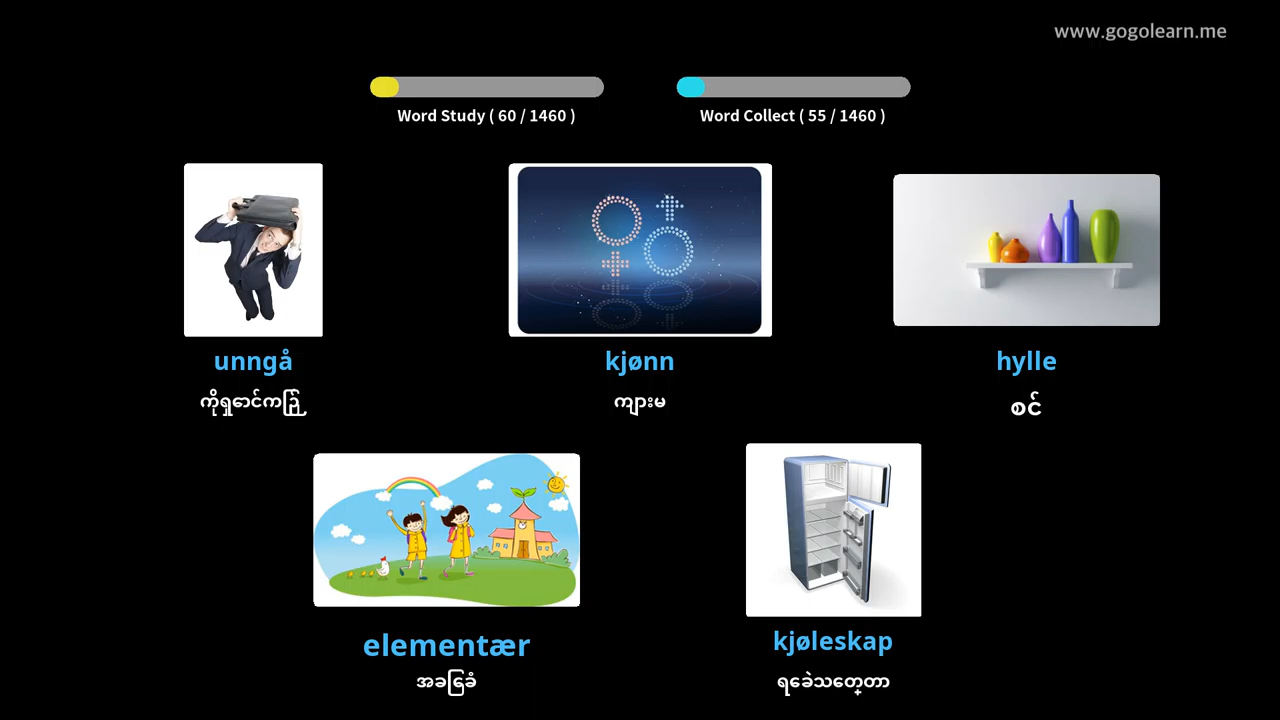 www.gogolearn.me
Word Study ( 60 / 1460 )
Word Collect ( 55 / 1460 )
unngå
kjønn
hylle
ကိုရှောင်ကြဉ်
ကျားမ
စင်
elementær
kjøleskap
အခြေခံ
ရေခဲသေတ္တာ